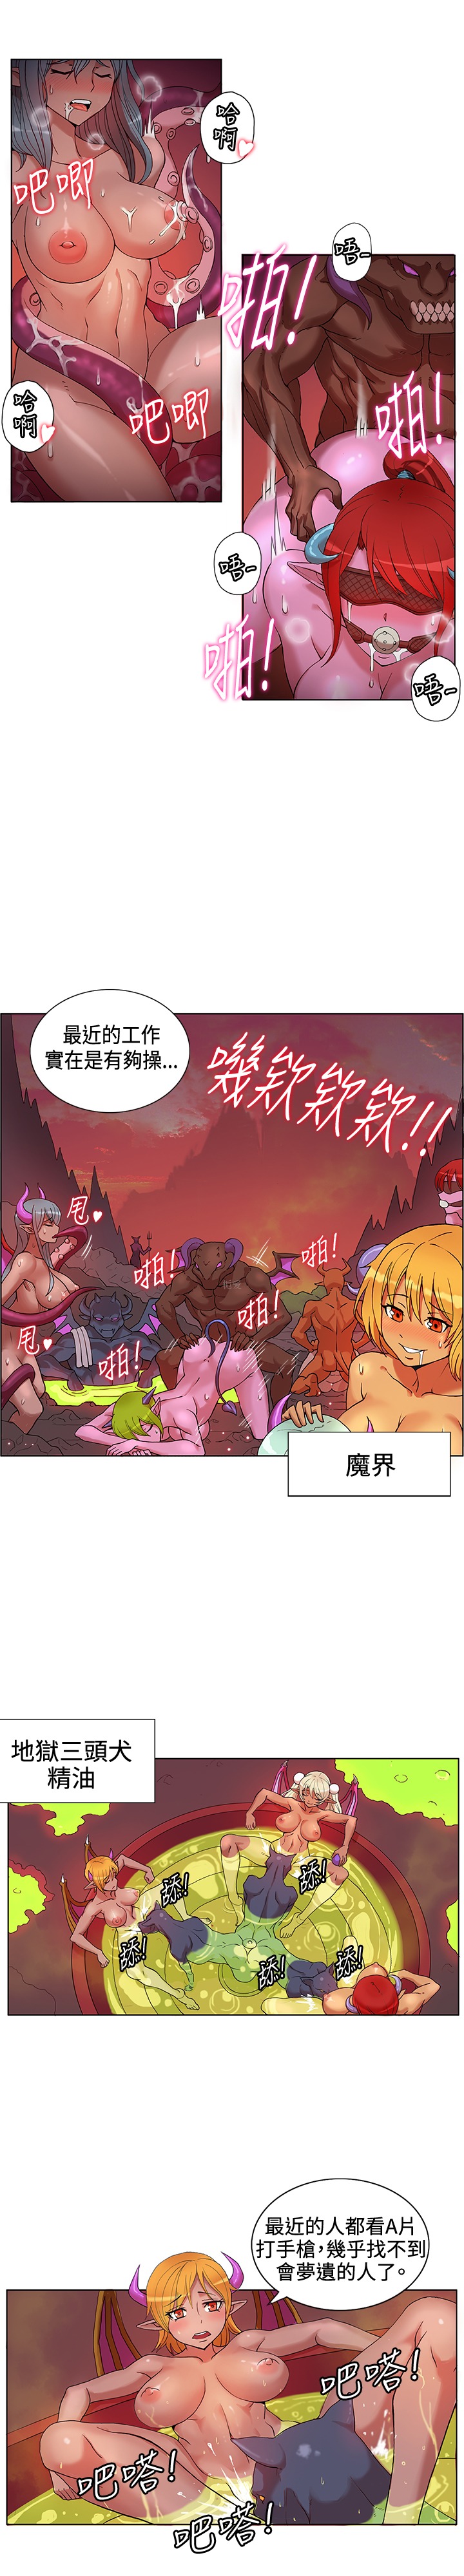 哈
啊
吧唧
哈
啊
吧唧
唔~
啪!
啪!
唔~
啪!
唔~
最近的工作
實在是有夠操...
嘰欸欸欸!!
甩
甩
啪!
啪!
啪!
啪!
魔界
地獄三頭犬
精油
舔!
舔!
舔!
舔!
舔!
最近的人都看A片
打手槍,幾乎找不到
會夢遺的人了。
吧嗒!
吧嗒!
吧嗒!